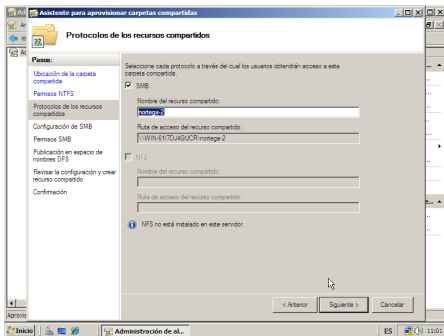 Asistente para aprovisionar carpetas compartidas
Protocolos de los recursos compartidos
Pasos:
Ubicación de la carpeta
compartida
Permisos NTFS
Protocolos de los recursos
compartidos
Configuración de SMB
Permisos SMB
Publicación en espacio de
nombres DFS
Revisar la configuración y crear
recurso compartido
Confirmación
Seleccione cada protocolo a través del cual los usuarios obtendrán acceso a esta
carpeta compartida.
SMB
Nombre del recurso compartido:
nortega-2
Ruta de acceso del recurso compartido:
\\WIN-61I7DJ4GUCR\nortega-2
NFS
Nombre del recurso compartido:
Ruta de acceso del recurso compartido:
NFS no está instalado en este servidor.
< Anterior
Siguiente >
Cancelar
Aprovis
Inicio
Administración de al...
ES
11:01